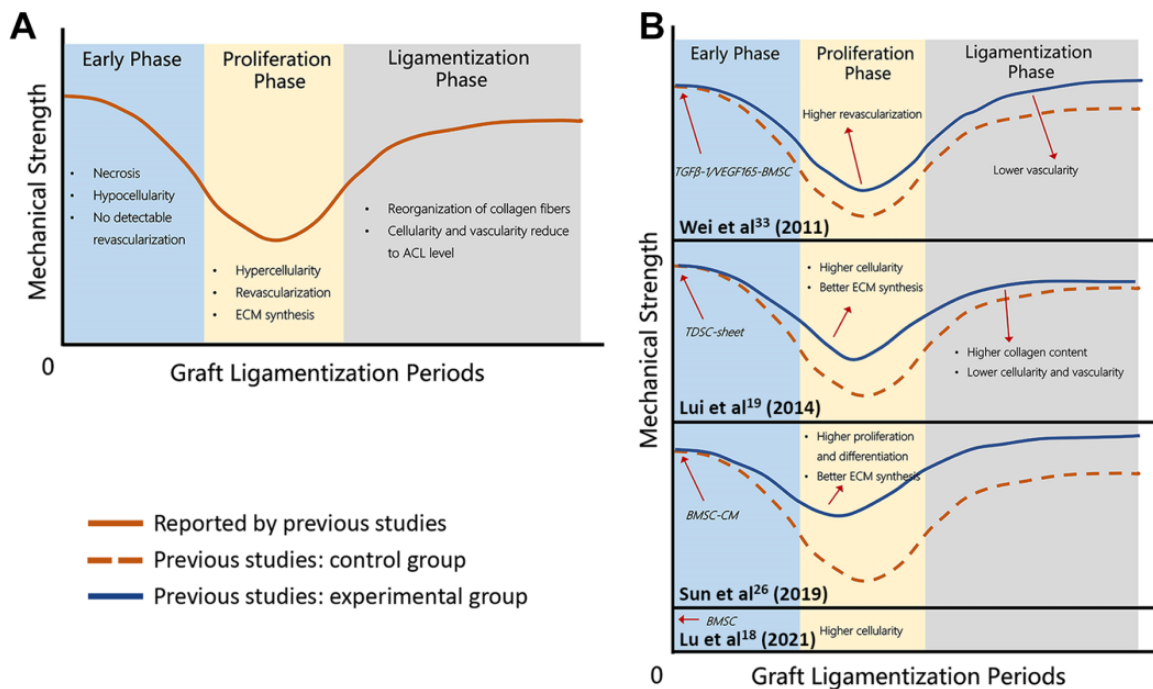 A
Mechanical Strength
Early Phase
Proliferation
Phase
Ligamentization
Phase
• Necrosis
• Hypocellularity
• No detectable
revascularization
• Hypercellularity
• Revascularization
• ECM synthesis
• Reorganization of collagen fibers
• Cellularity and vascularity reduce
to ACL level
0
Graft Ligamentization Periods
Reported by previous studies
Previous studies: control group
Previous studies: experimental group
B
Mechanical Strength
Early Phase
Proliferation
Phase
Ligamentization
Phase
Higher revascularization
TGFβ-1/VEGF165-BMSC
Lower vascularity
Wei et al33 (2011)
• Higher cellularity
• Better ECM synthesis
TDSC-sheet
• Higher collagen content
• Lower cellularity and vascularity
Lui et al19 (2014)
• Higher proliferation
and differentiation
• Better ECM synthesis
BMSC-CM
Sun et al26 (2019)
BMSC
Lu et al18 (2021)
Higher cellularity
0
Graft Ligamentization Periods